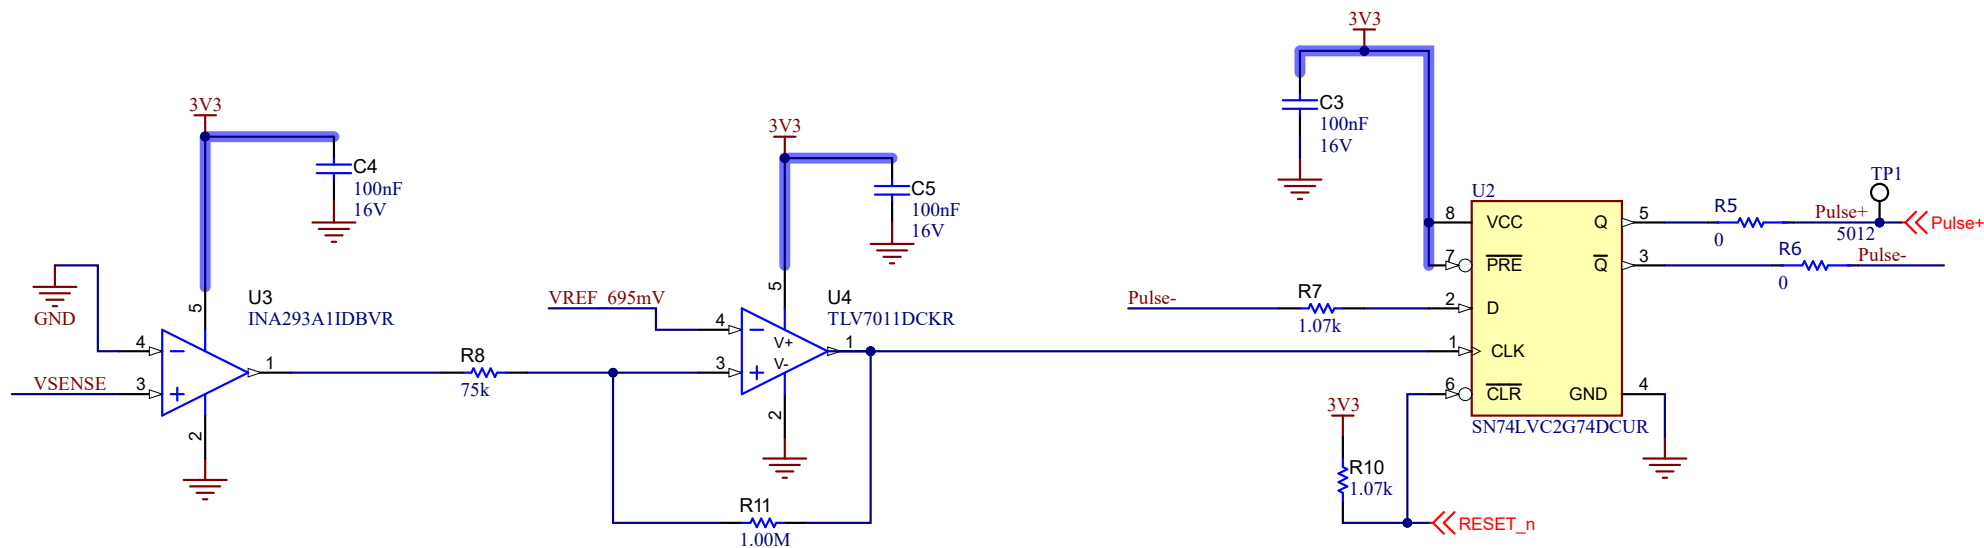 3V3
C4
100nF
16V
GND
VSENSE
4
3
5
2
1
U3
INA293A1IDBVR
R8
75k
VREF_695mV
3V3
C5
100nF
16V
4
3
5
2
1
V+
V-
U4
TLV7011DCKR
R11
1.00M
3V3
C3
100nF
16V
Pulse-
R7
1.07k
3V3
R10
1.07k
RESET_n
U2
8 VCC
7 PRE
2 D
1 CLK
6 CLR
Q 5
Q 3
GND 4
SN74LVC2G74DCUR
R5
0
R6
0
Pulse+
5012
TP1
Pulse+
Pulse-